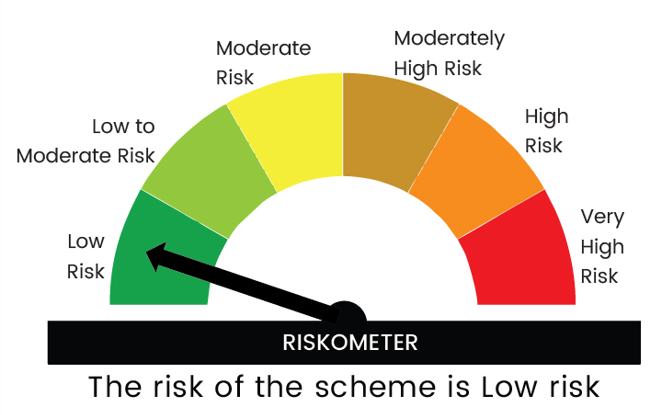 Moderate
Risk
Moderately
High Risk
Low to
Moderate Risk
High
Risk
Low
Risk
Very
High
Risk
RISKOMETER
The risk of the scheme is Low risk